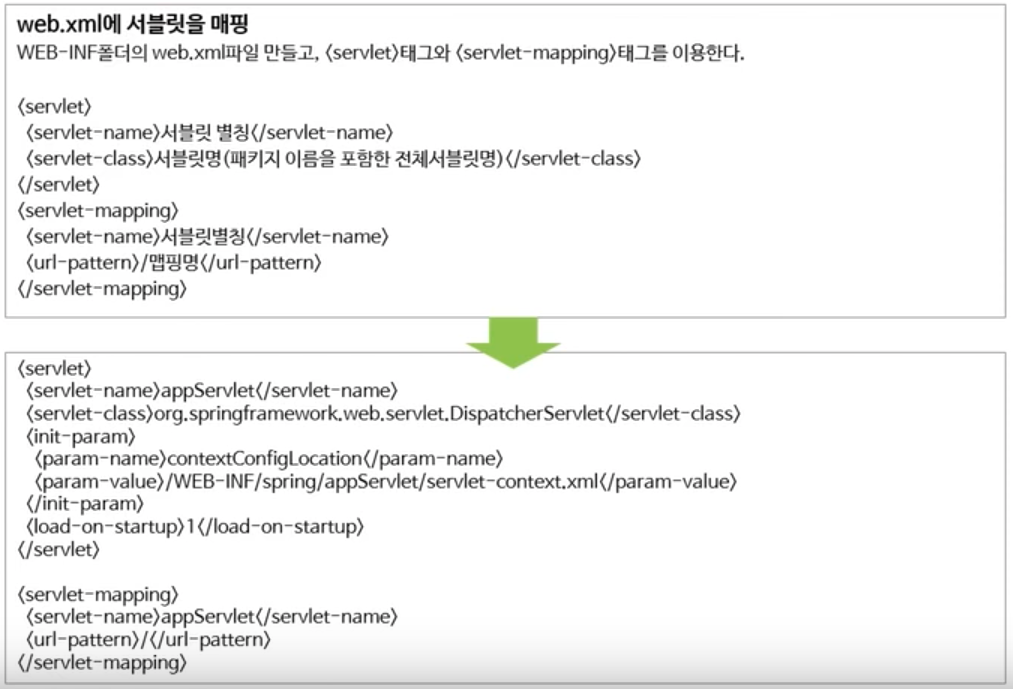 web.xml에 서블릿을 매핑
WEB-INF폴더의 web.xml파일 만들고, 〈servlet〉태그와 〈servlet-mapping〉태그를 이용한다.
〈servlet〉
〈servlet-name〉서블릿 별칭〈/servlet-name〉
〈servlet-class〉서블릿명(패키지 이름을 포함한 전체서블릿명)〈/servlet-class〉
〈/servlet〉
〈servlet-mapping〉
〈servlet-name〉서블릿별칭〈/servlet-name〉
〈url-pattern〉/맵핑명〈/url-pattern〉
〈/servlet-mapping〉
〈servlet〉
〈servlet-name〉appServlet〈/servlet-name〉
〈servlet-class〉org.springframework.web.servlet.DispatcherServlet〈/servlet-class〉
〈init-param〉
〈param-name〉contextConfigLocation〈/param-name〉
〈param-value〉/WEB-INF/spring/appServlet/servlet-context.xml〈/param-value〉
〈/init-param〉
〈load-on-startup〉1〈/load-on-startup〉
〈/servlet〉
〈servlet-mapping〉
〈servlet-name〉appServlet〈/servlet-name〉
〈url-pattern〉/〈/url-pattern〉
〈/servlet-mapping〉